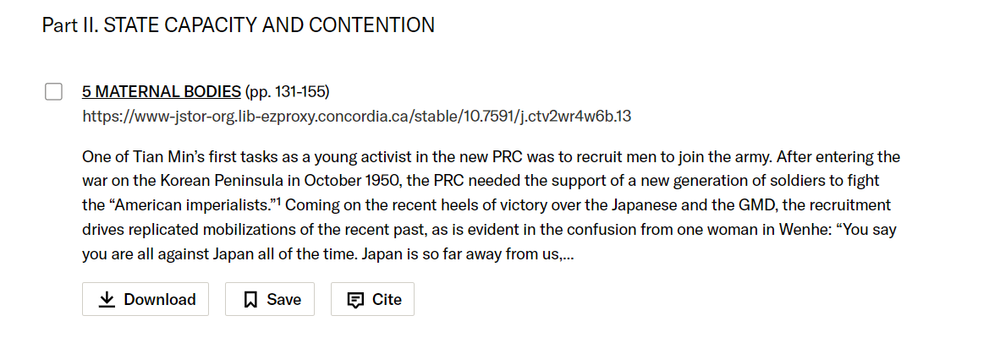 Part II. STATE CAPACITY AND CONTENTION
5 MATERNAL BODIES (pp. 131-155)
https://www-jstor-org.lib-ezproxy.concordia.ca/stable/10.7591/j.ctv2wr4w6b.13
One of Tian Min’s first tasks as a young activist in the new PRC was to recruit men to join the army. After entering the
war on the Korean Peninsula in October 1950, the PRC needed the support of a new generation of soldiers to fight
the “American imperialists.”¹ Coming on the recent heels of victory over the Japanese and the GMD, the recruitment
drives replicated mobilizations of the recent past, as is evident in the confusion from one woman in Wenhe: “You say
you are all against Japan all of the time. Japan is so far away from us,...
Download Save Cite